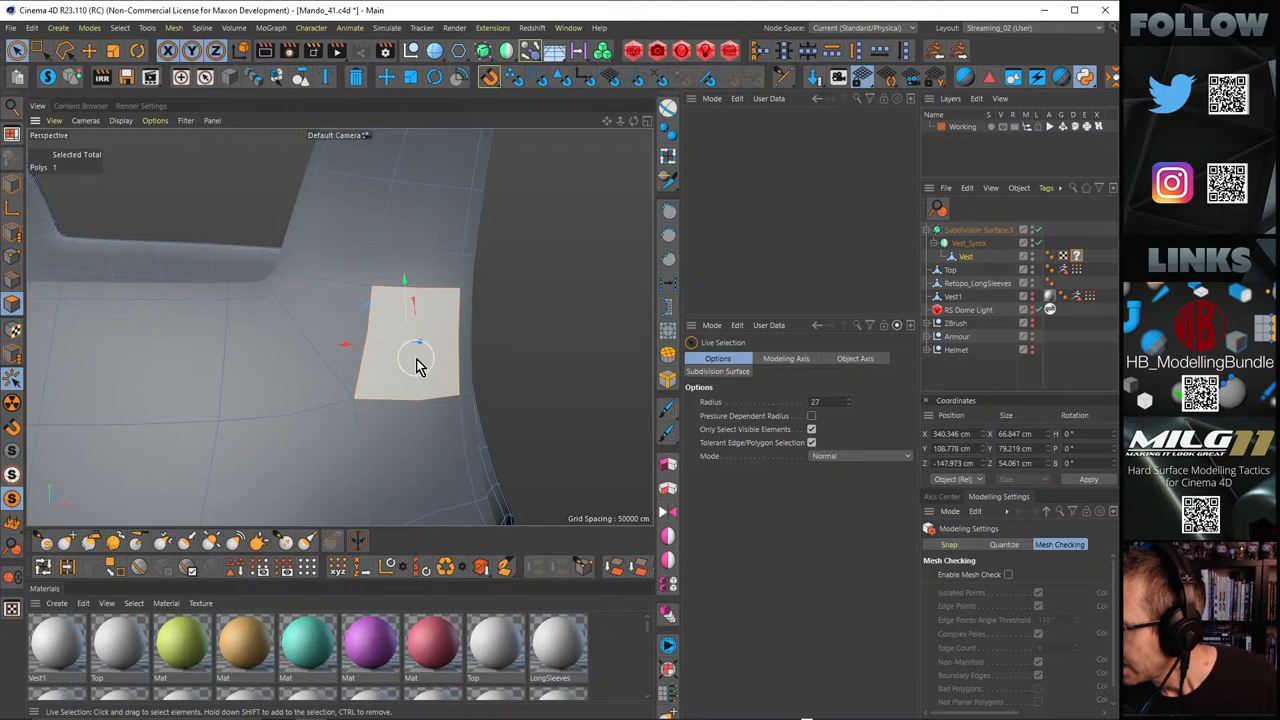 Cinema 4D R23.110 (RC) (Non-Commercial License for Maxon Development) - [Mando_41.c4d *] - Main
File Edit Create Modes Select Tools Mesh Spline Volume MoGraph Character Animate Simulate Tracker Render Extensions Redshift Window Help
Node Space: Current (Standard/Physical) Layout: Streaming_02 (User)
X Y Z
IRR
View Content Browser Render Settings
View Cameras Display Options Filter Panel
Perspective
Default Camera
Selected Total
Polys 1
Grid Spacing : 50000 cm
Mode Edit User Data
Mode Edit User Data
Live Selection
Options Modeling Axis Object Axis
Subdivision Surface
Options
Radius 27
Pressure Dependent Radius
Only Select Visible Elements
Tolerant Edge/Polygon Selection
Mode Normal
Layers Edit View
Name S V R M L A G D E X
Working
File Edit View Object Tags
Subdivision Surface.3
Vest_SymX
Vest
Top
Retopo_LongSleeves
Vest1
RS Dome Light
ZBrush
Armour
Helmet
Coordinates
Position Size Rotation
X 340.346 cm X 66.847 cm H 0 °
Y 108.778 cm Y 79.219 cm P 0 °
Z -147.973 cm Z 54.061 cm B 0 °
Object (Rel) Size Apply
Axis Center Modeling Settings
Mode Edit
Modeling Settings
Snap Quantize Mesh Checking
Mesh Checking
Enable Mesh Check
Isolated Points Co
Edge Points Co
Edge Points Angle Threshold 170 °
Complex Poles Co
Edge Count 8
Non-Manifold Co
Boundary Edges Co
Bad Polygons Co
Not Planar Polygons Co
Materials
Create Edit View Select Material Texture
Vest1 Top Mat Mat Mat Mat Mat Top LongSleeves
Live Selection: Click and drag to select elements. Hold down SHIFT to add to the selection, CTRL to remove.
FOLLOW
LINKS
HB_ModellingBundle
MILG11
MAKING IT LOOK GREAT
Hard Surface Modelling Tactics
for Cinema 4D